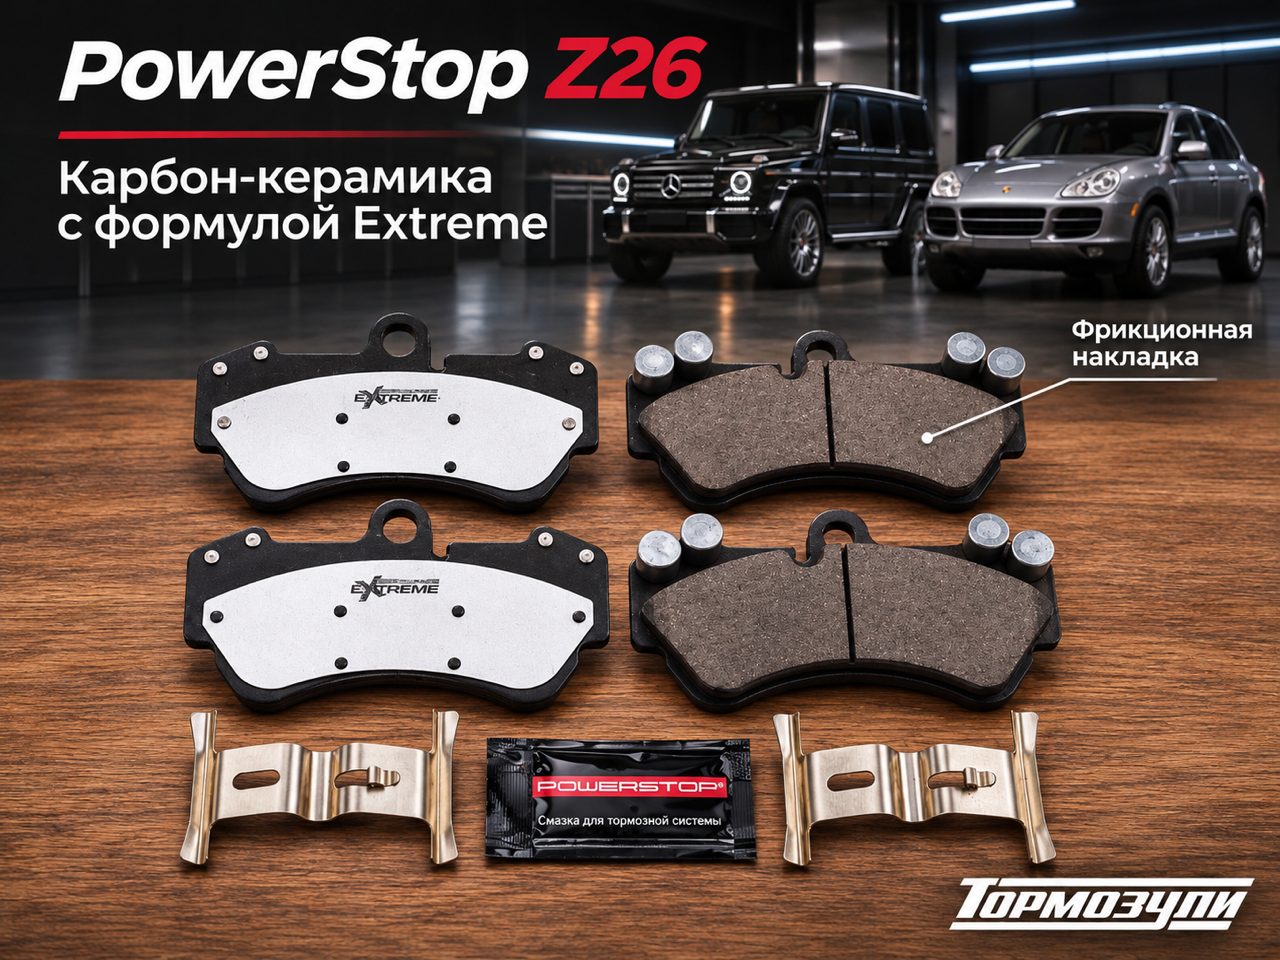 PowerStop Z26
Карбон-керамика
с формулой Extreme
Фрикционная
накладка
EXTREME
EXTREME
POWERSTOP®
Смазка для тормозной системы
ТОРМОЗУЛИ